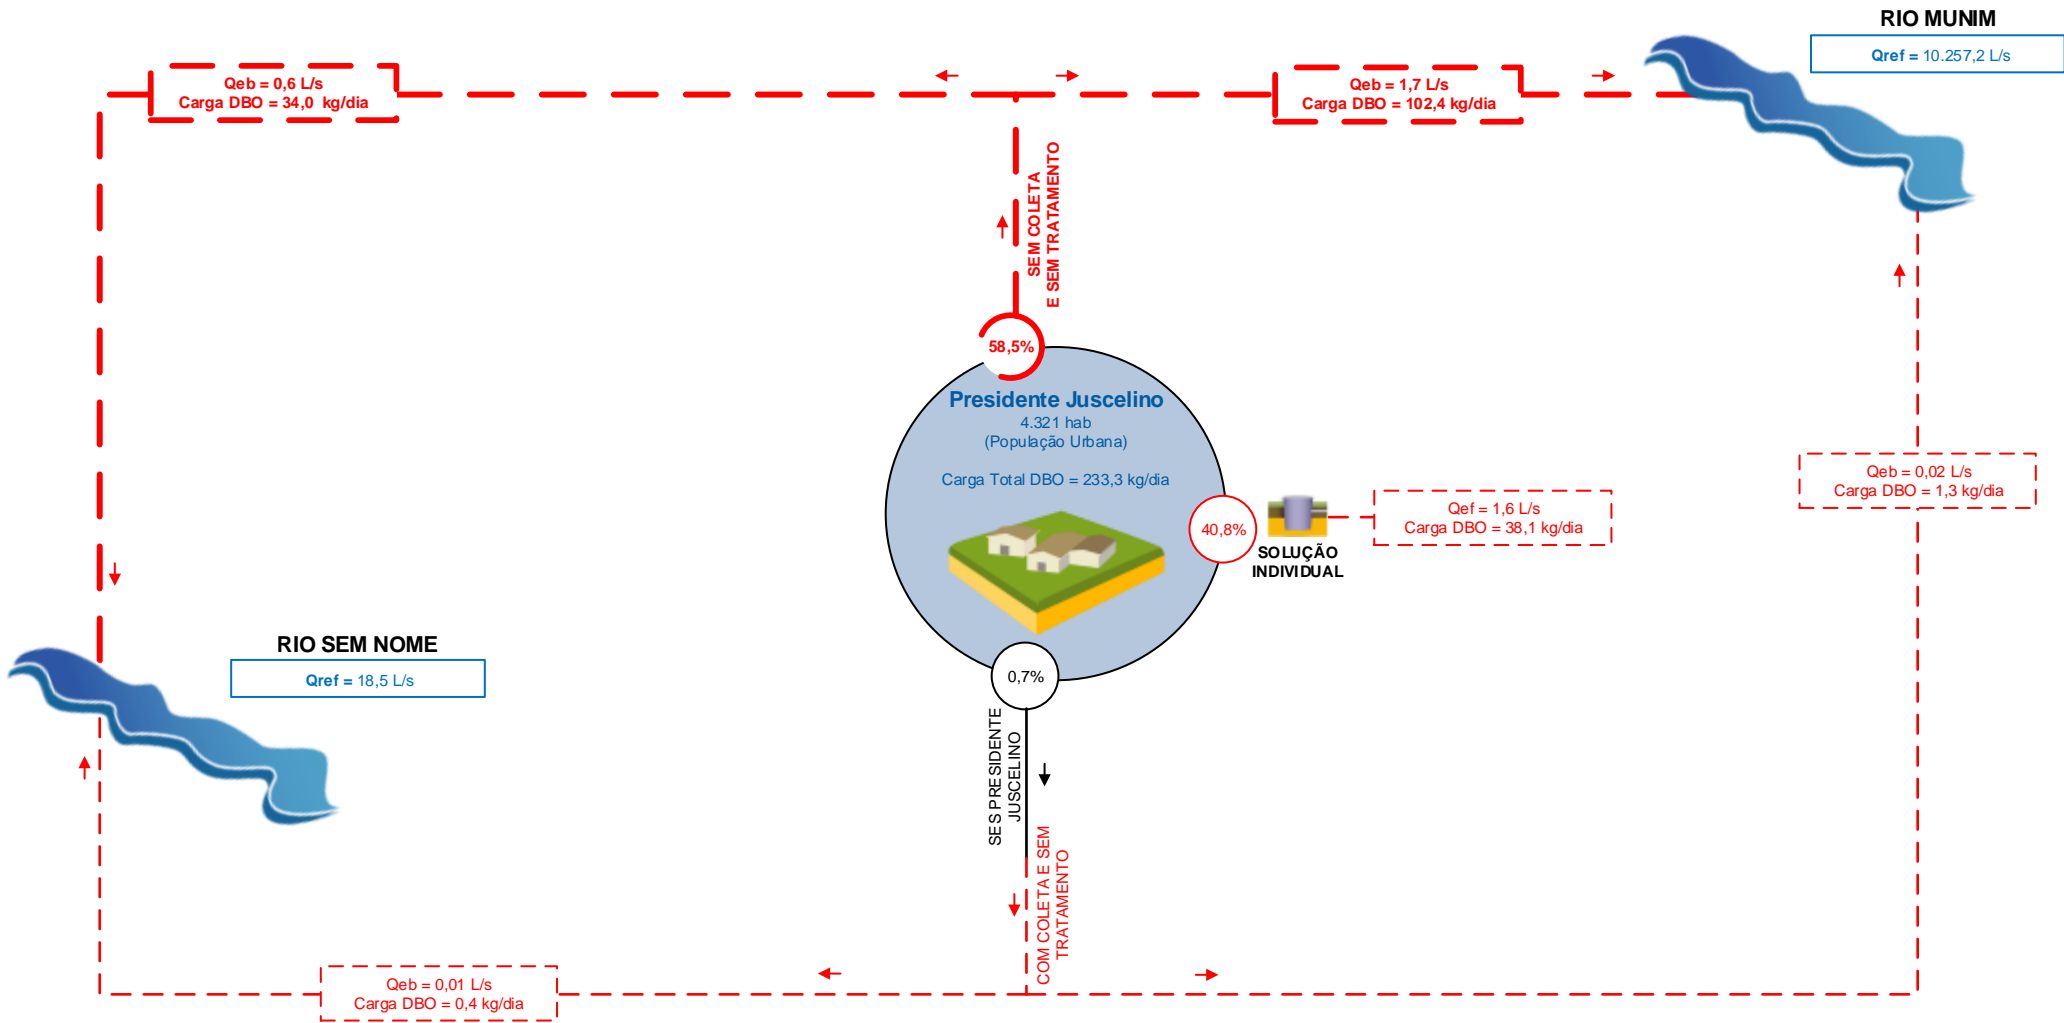 RIO MUNIM
Qref = 10.257,2 L/s
Qeb = 0,6 L/s
Carga DBO = 34,0 kg/dia
Qeb = 1,7 L/s
Carga DBO = 102,4 kg/dia
SEM COLETA
E SEM TRATAMENTO
58,5%
Presidente Juscelino
4.321 hab
(População Urbana)
Carga Total DBO = 233,3 kg/dia
40,8%
SOLUÇÃO
INDIVIDUAL
Qef = 1,6 L/s
Carga DBO = 38,1 kg/dia
Qeb = 0,02 L/s
Carga DBO = 1,3 kg/dia
RIO SEM NOME
Qref = 18,5 L/s
0,7%
SES PRESIDENTE
JUSCELINO
COM COLETA E SEM
TRATAMENTO
Qeb = 0,01 L/s
Carga DBO = 0,4 kg/dia